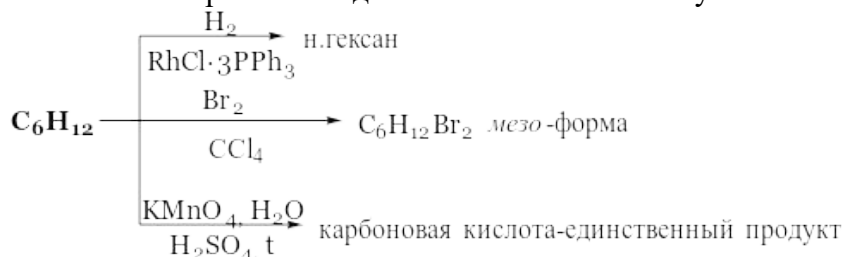 H₂
н.гексан
RhCl·3PPh₃
Br₂
C₆H₁₂
C₆H₁₂Br₂ мезо-форма
CCl₄
KMnO₄, H₂O
карбоновая кислота-единственный продукт
H₂SO₄ t